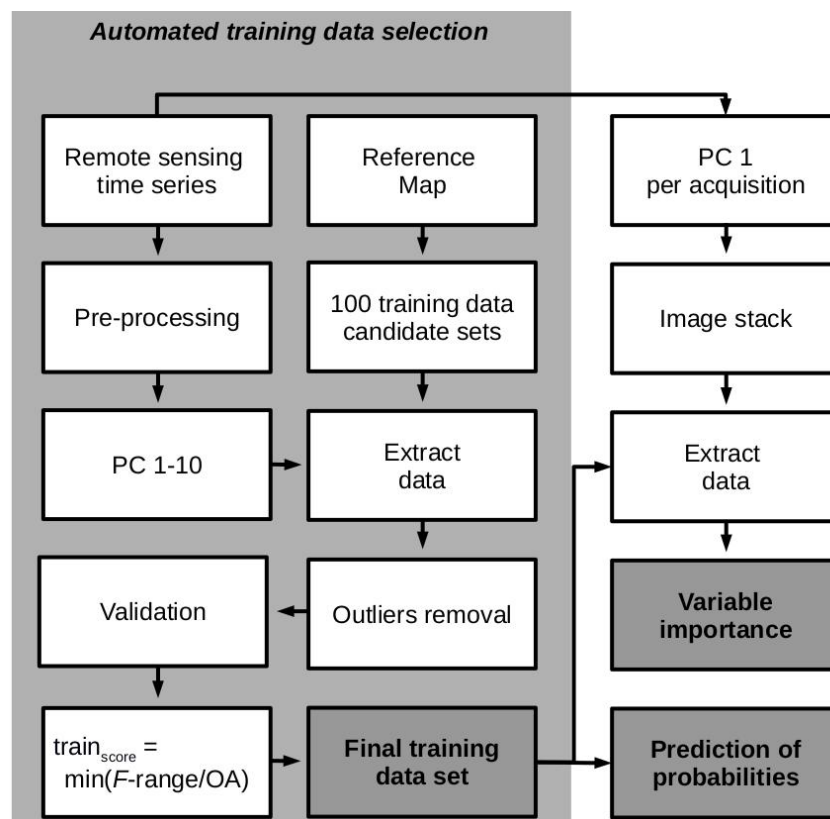 Automated training data selection
Remote sensing
time series
Reference
Map
PC 1
per acquisition
Pre-processing
100 training data
candidate sets
Image stack
PC 1-10
Extract
data
Extract
data
Validation
Outliers removal
Variable
importance
train_score =
min(F-range/OA)
Final training
data set
Prediction of
probabilities